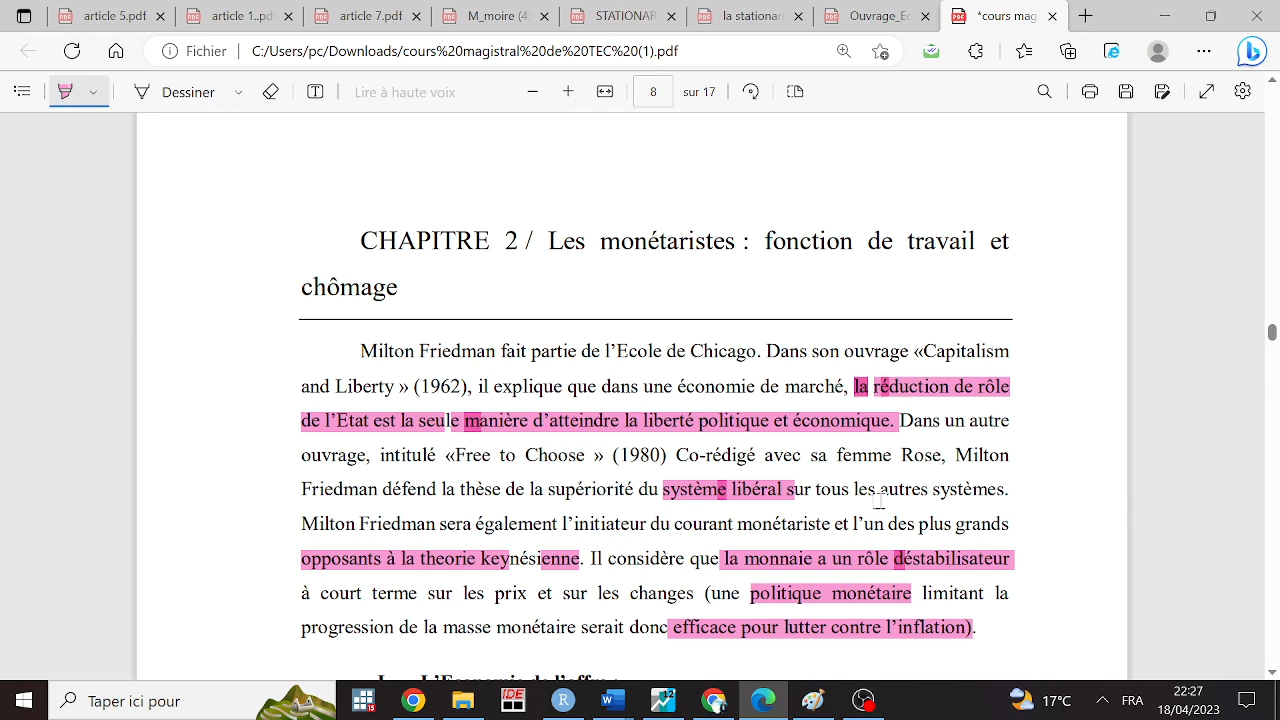 article 5.pdf
article 1.pd
article 7.pdf
M_moire (4)
STATIONAR
la stationar
Ouvrage_Ec
*cours mag
Fichier C:/Users/pc/Downloads/cours%20magistral%20de%20TEC%20(1).pdf
Dessiner Lire à haute voix 8 sur 17
CHAPITRE 2 / Les monétaristes : fonction de travail et
chômage
Milton Friedman fait partie de l’Ecole de Chicago. Dans son ouvrage «Capitalism
and Liberty » (1962), il explique que dans une économie de marché, la réduction de rôle
de l’Etat est la seule manière d’atteindre la liberté politique et économique. Dans un autre
ouvrage, intitulé «Free to Choose » (1980) Co-rédigé avec sa femme Rose, Milton
Friedman défend la thèse de la supériorité du système libéral sur tous les autres systèmes.
Milton Friedman sera également l’initiateur du courant monétariste et l’un des plus grands
opposants à la theorie keynésienne. Il considère que la monnaie a un rôle déstabilisateur
à court terme sur les prix et sur les changes (une politique monétaire limitant la
progression de la masse monétaire serait donc efficace pour lutter contre l’inflation).
I- L’Economie de l’offre
Taper ici pour
15
IDE
R
W
12
17°C
FRA
22:27
18/04/2023